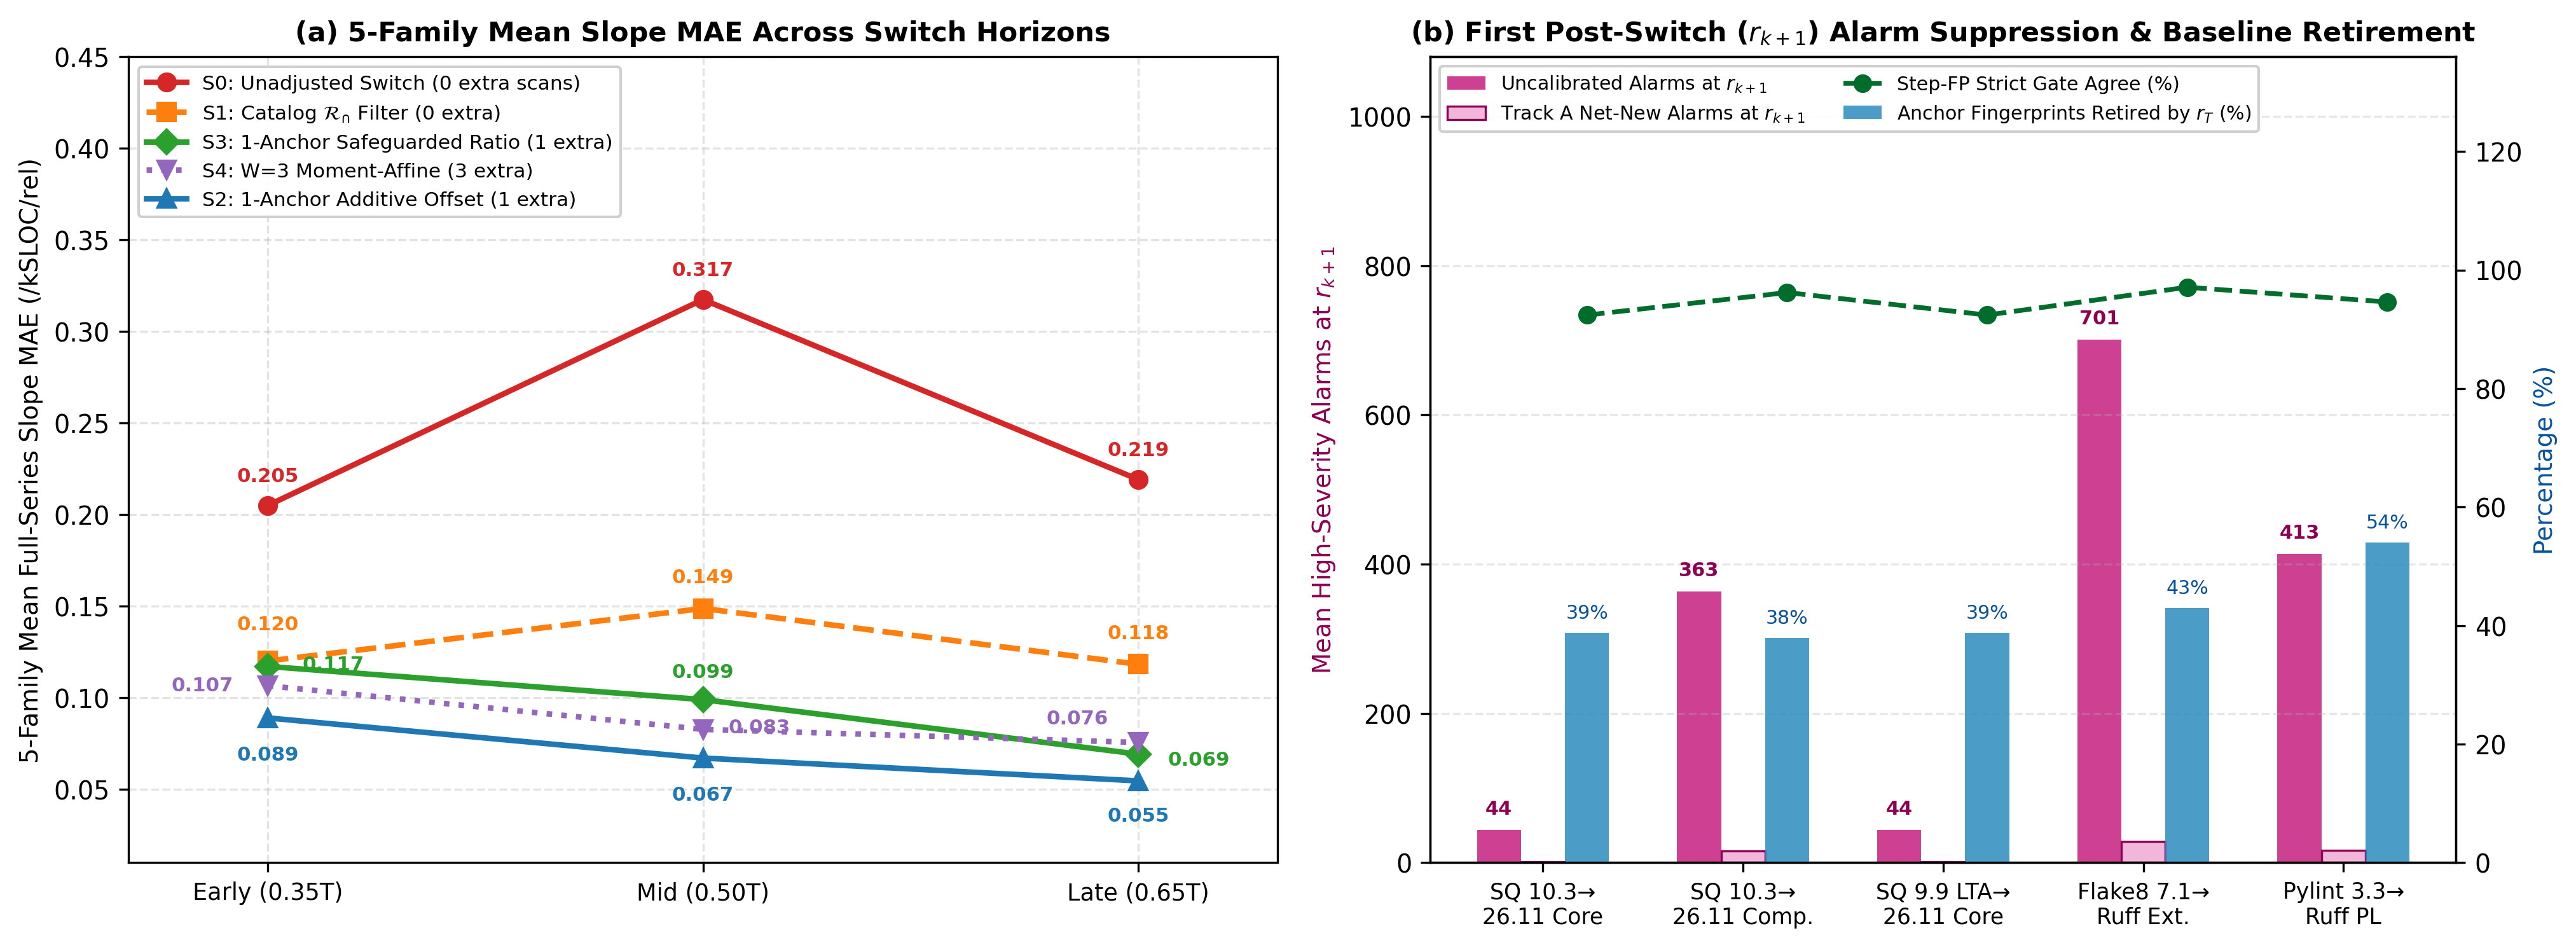 (a) 5-Family Mean Slope MAE Across Switch Horizons
5-Family Mean Full-Series Slope MAE (/kSLOC/rel)
0.45
0.40
0.35
0.30
0.25
0.20
0.15
0.10
0.05
S0: Unadjusted Switch (0 extra scans)
S1: Catalog 𝓡∩ Filter (0 extra)
S3: 1-Anchor Safeguarded Ratio (1 extra)
S4: W=3 Moment-Affine (3 extra)
S2: 1-Anchor Additive Offset (1 extra)
0.205
0.317
0.219
0.120
0.149
0.118
0.117
0.099
0.069
0.107
0.083
0.076
0.089
0.067
0.055
Early (0.35T)
Mid (0.50T)
Late (0.65T)
(b) First Post-Switch (rₖ₊₁) Alarm Suppression & Baseline Retirement
Mean High-Severity Alarms at rₖ₊₁
1000
800
600
400
200
0
Uncalibrated Alarms at rₖ₊₁
Track A Net-New Alarms at rₖ₊₁
Step-FP Strict Gate Agree (%)
Anchor Fingerprints Retired by r_T (%)
44
363
44
701
413
39%
38%
39%
43%
54%
120
100
80
60
40
20
0
Percentage (%)
SQ 10.3→
26.11 Core
SQ 10.3→
26.11 Comp.
SQ 9.9 LTA→
26.11 Core
Flake8 7.1→
Ruff Ext.
Pylint 3.3→
Ruff PL